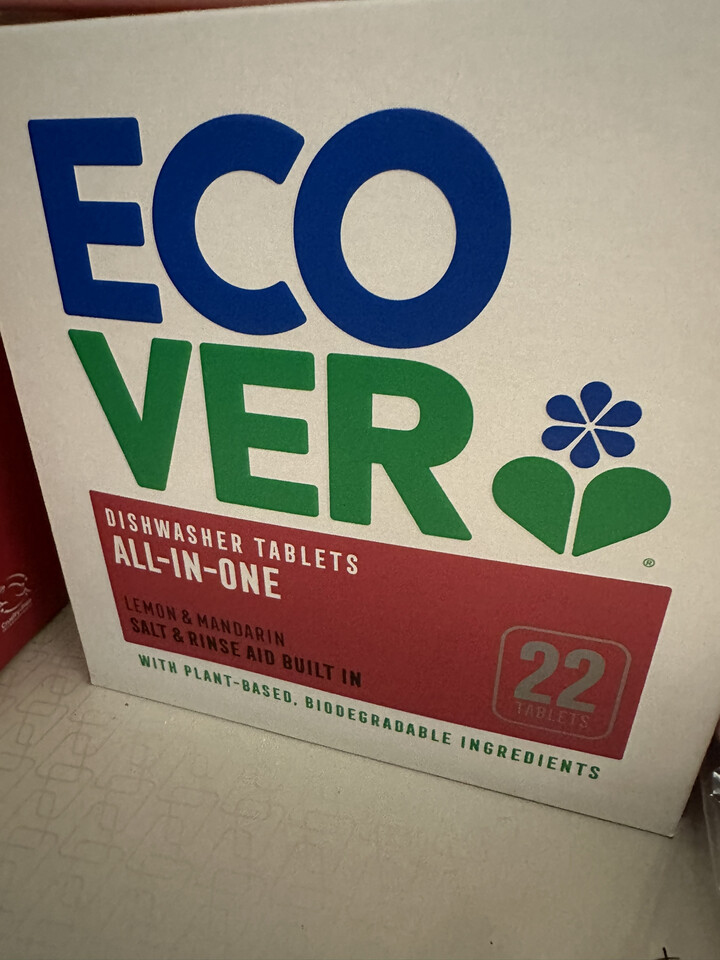 ECO
VER
®
DISHWASHER TABLETS
ALL-IN-ONE
LEMON & MANDARIN
SALT & RINSE AID BUILT IN
22
TABLETS
WITH PLANT-BASED, BIODEGRADABLE INGREDIENTS